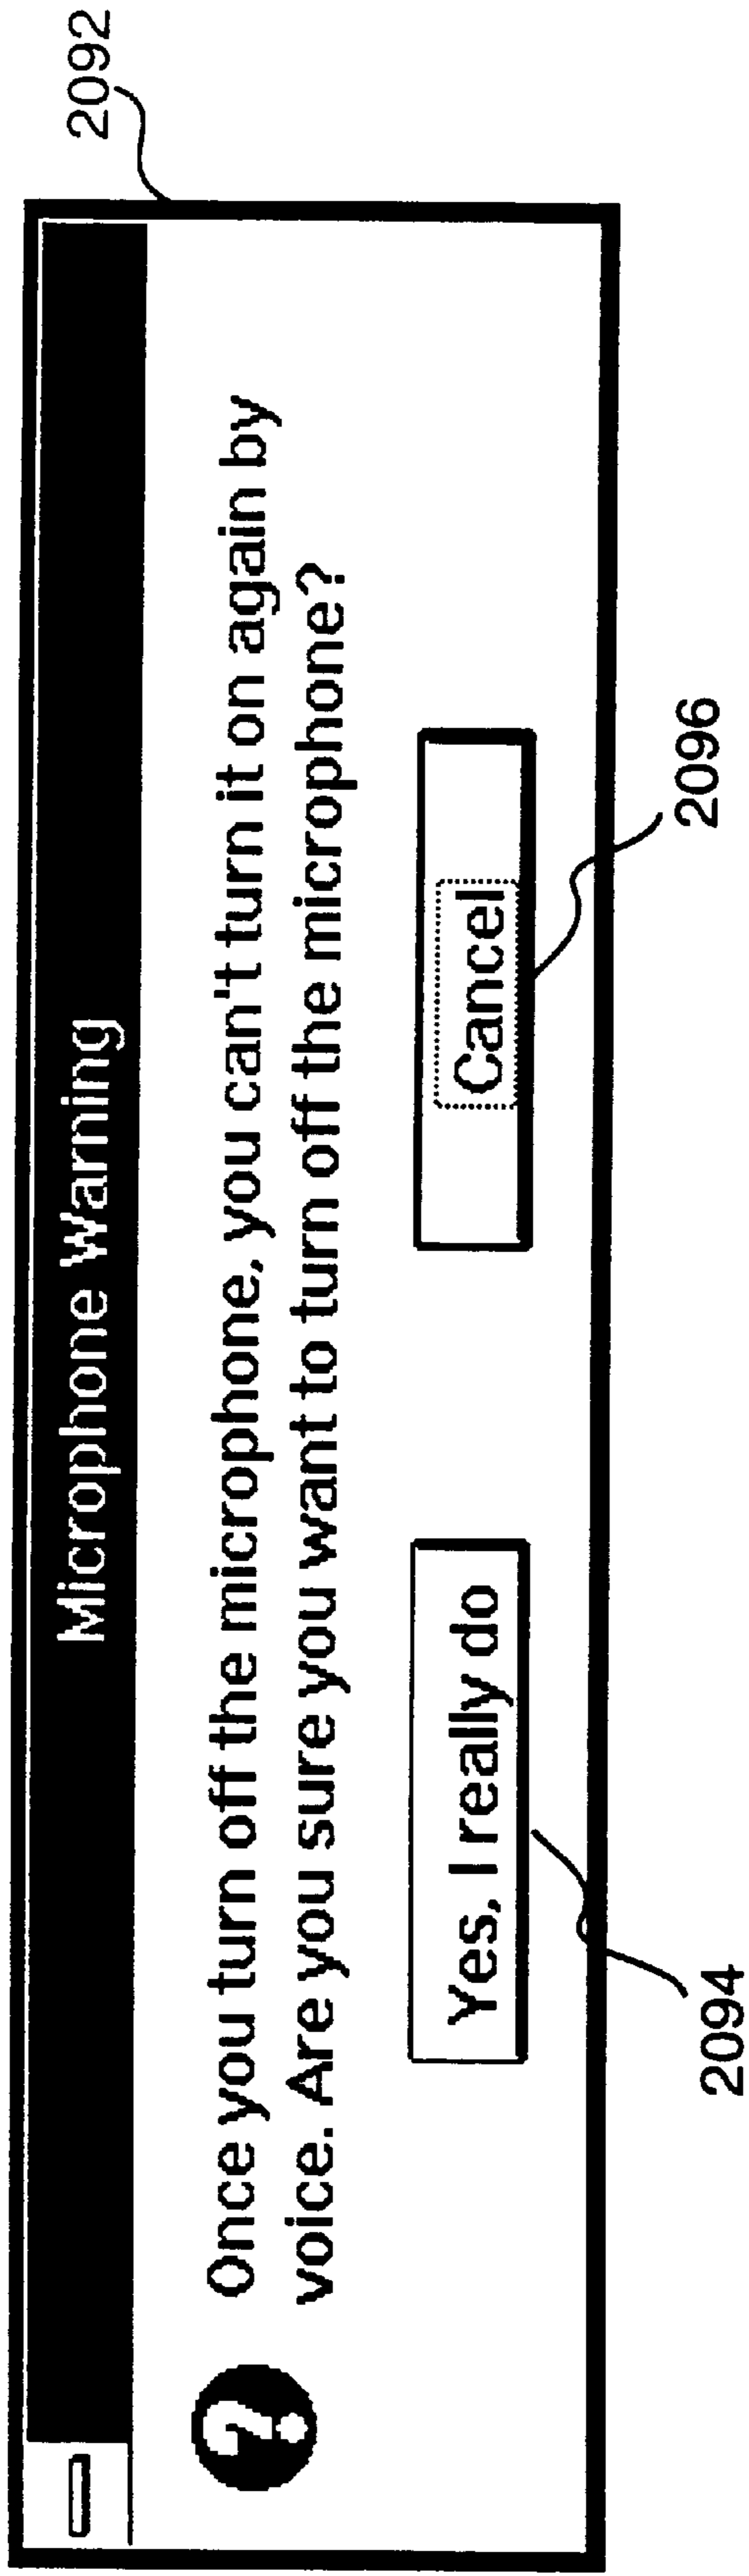 2092
Microphone Warning
Once you turn off the microphone, you can't turn it on again by
voice. Are you sure you want to turn off the microphone?
Yes, I really do
Cancel
2094
2096